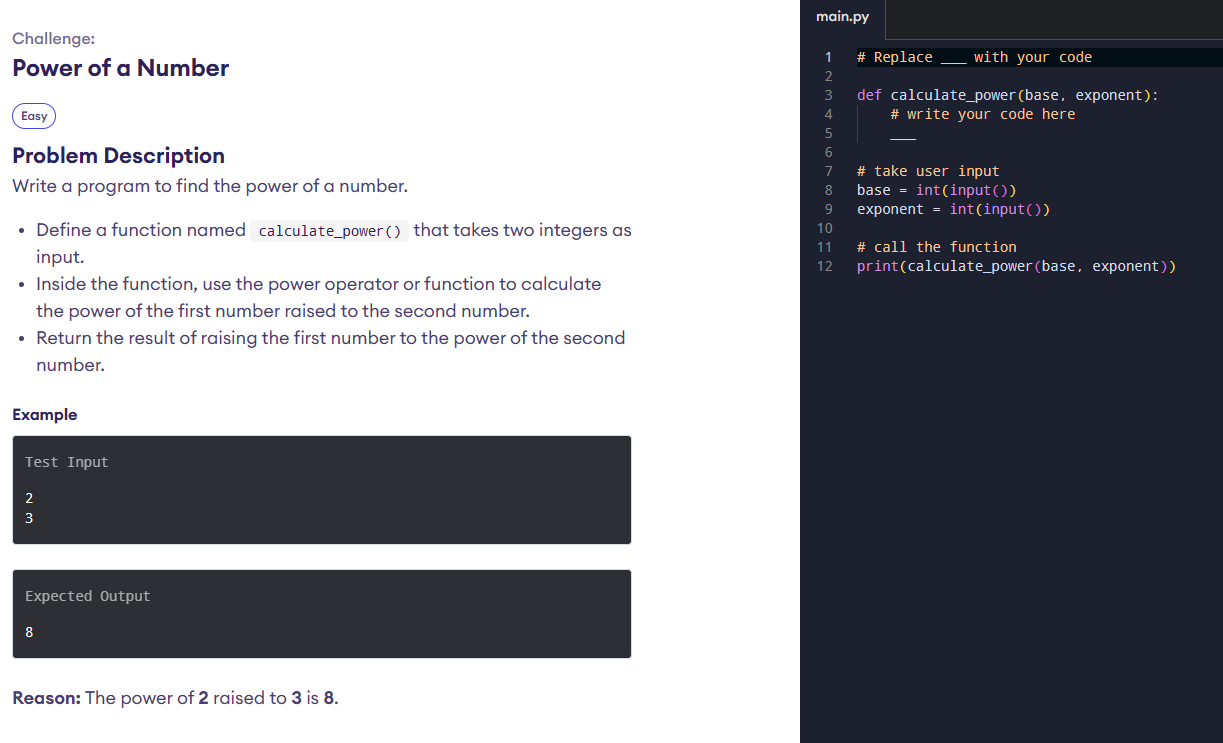 Challenge:
Power of a Number
Easy
Problem Description
Write a program to find the power of a number.
• Define a function named calculate_power() that takes two integers as
input.
• Inside the function, use the power operator or function to calculate
the power of the first number raised to the second number.
• Return the result of raising the first number to the power of the second
number.
Example
Test Input
2
3
Expected Output
8
Reason: The power of 2 raised to 3 is 8.
main.py
1 # Replace ___ with your code
2
3 def calculate_power(base, exponent):
4     # write your code here
5     ___
6
7 # take user input
8 base = int(input())
9 exponent = int(input())
10
11 # call the function
12 print(calculate_power(base, exponent))